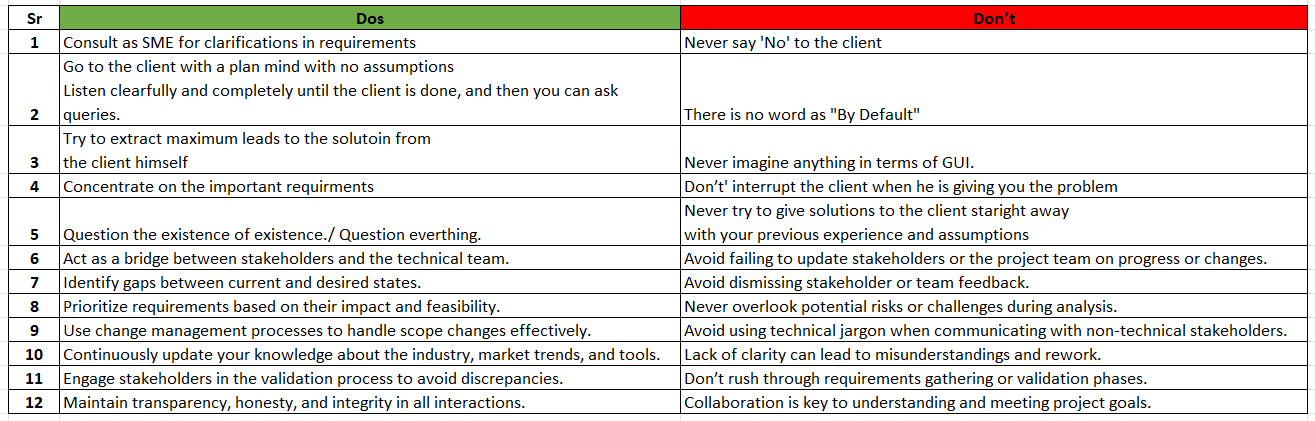 Sr Dos Don’t
1 Consult as SME for clarifications in requirements Never say 'No' to the client
Go to the client with a plan mind with no assumptions
Listen clearfully and completely until the client is done, and then you can ask
2 queries. There is no word as "By Default"
Try to extract maximum leads to the solutoin from
3 the client himself Never imagine anything in terms of GUI.
4 Concentrate on the important requirments Don’t' interrupt the client when he is giving you the problem
Never try to give solutions to the client staright away
5 Question the existence of existence./ Question everthing. with your previous experience and assumptions
6 Act as a bridge between stakeholders and the technical team. Avoid failing to update stakeholders or the project team on progress or changes.
7 Identify gaps between current and desired states. Avoid dismissing stakeholder or team feedback.
8 Prioritize requirements based on their impact and feasibility. Never overlook potential risks or challenges during analysis.
9 Use change management processes to handle scope changes effectively. Avoid using technical jargon when communicating with non-technical stakeholders.
10 Continuously update your knowledge about the industry, market trends, and tools. Lack of clarity can lead to misunderstandings and rework.
11 Engage stakeholders in the validation process to avoid discrepancies. Don’t rush through requirements gathering or validation phases.
12 Maintain transparency, honesty, and integrity in all interactions. Collaboration is key to understanding and meeting project goals.